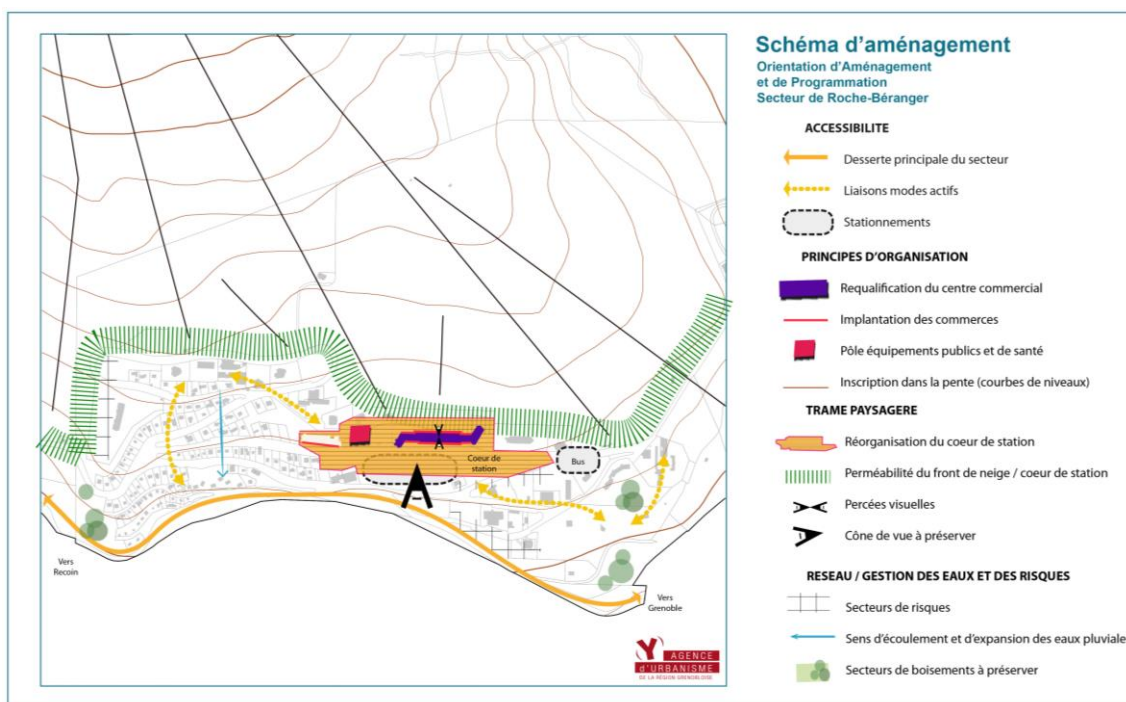 Schéma d'aménagement
Orientation d'Aménagement
et de Programmation
Secteur de Roche-Béranger
ACCESSIBILITE
Desserte principale du secteur
Liaisons modes actifs
Stationnements
PRINCIPES D'ORGANISATION
Requalification du centre commercial
Implantation des commerces
Pôle équipements publics et de santé
Inscription dans la pente (courbes de niveaux)
TRAME PAYSAGERE
Réorganisation du coeur de station
Perméabilité du front de neige / coeur de station
Percées visuelles
Cône de vue à préserver
RESEAU / GESTION DES EAUX ET DES RISQUES
Secteurs de risques
Sens d'écoulement et d'expansion des eaux pluviale
Secteurs de boisements à préserver
Coeur de
station
Bus
Vers
Recoin
Vers
Grenoble
AGENCE
d'URBANISME
DE LA RÉGION GRENOBLOISE